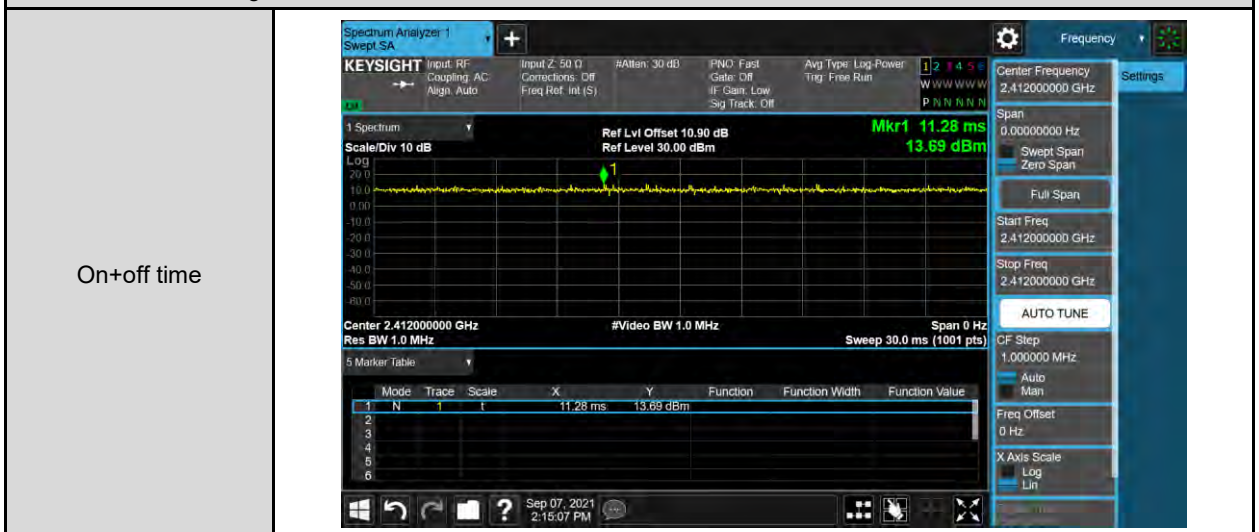 On+off time
Spectrum Analyzer 1
Swept SA
+
Frequency
KEYSIGHT
Input: RF
Coupling: AC
Align: Auto
Input Z: 50 Ω
Corrections: Off
Freq Ref: Int (S)
#Atten: 30 dB
PNO: Fast
Gate: Off
IF Gain: Low
Sig Track: Off
Avg Type: Log-Power
Trig: Free Run
1 2 3 4 5 6
W W W W W W
P N N N N N
Center Frequency
2.412000000 GHz
Settings
Span
0.00000000 Hz
Swept Span
Zero Span
Full Span
Start Freq
2.412000000 GHz
Stop Freq
2.412000000 GHz
AUTO TUNE
CF Step
1.000000 MHz
Auto
Man
Freq Offset
0 Hz
X Axis Scale
Log
Lin
1 Spectrum
Scale/Div 10 dB
Ref Lvl Offset 10.90 dB
Ref Level 30.00 dBm
Mkr1 11.28 ms
13.69 dBm
Log
1
20.0
10.0
0.00
-10.0
-20.0
-30.0
-40.0
-50.0
-60.0
Center 2.412000000 GHz
#Video BW 1.0 MHz
Span 0 Hz
Res BW 1.0 MHz
Sweep 30.0 ms (1001 pts)
5 Marker Table
Mode Trace Scale X Y Function Function Width Function Value
1 N 1 t 11.28 ms 13.69 dBm
2
3
4
5
6
?
Sep 07, 2021
2:15:07 PM